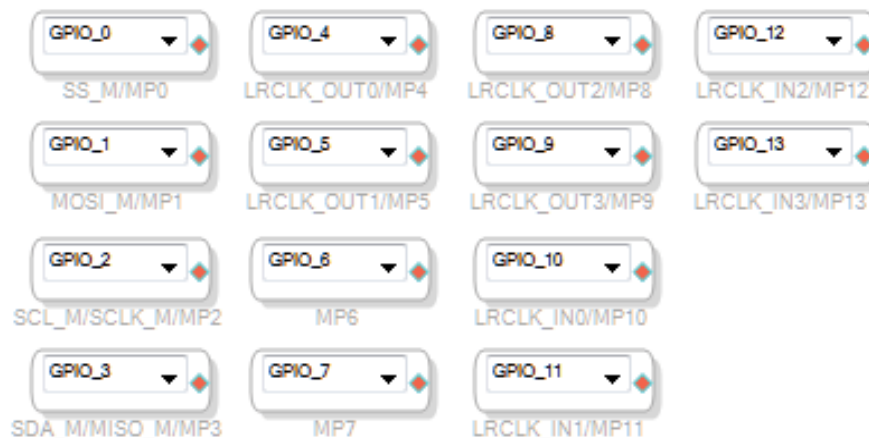 GPIO_0 GPIO_4 GPIO_8 GPIO_12
SS_M/MP0 LRCLK_OUT0/MP4 LRCLK_OUT2/MP8 LRCLK_IN2/MP12
GPIO_1 GPIO_5 GPIO_9 GPIO_13
MOSI_M/MP1 LRCLK_OUT1/MP5 LRCLK_OUT3/MP9 LRCLK_IN3/MP13
GPIO_2 GPIO_6 GPIO_10
SCL_M/SCLK_M/MP2 MP6 LRCLK_IN0/MP10
GPIO_3 GPIO_7 GPIO_11
SDA_M/MISO_M/MP3 MP7 LRCLK_IN1/MP11